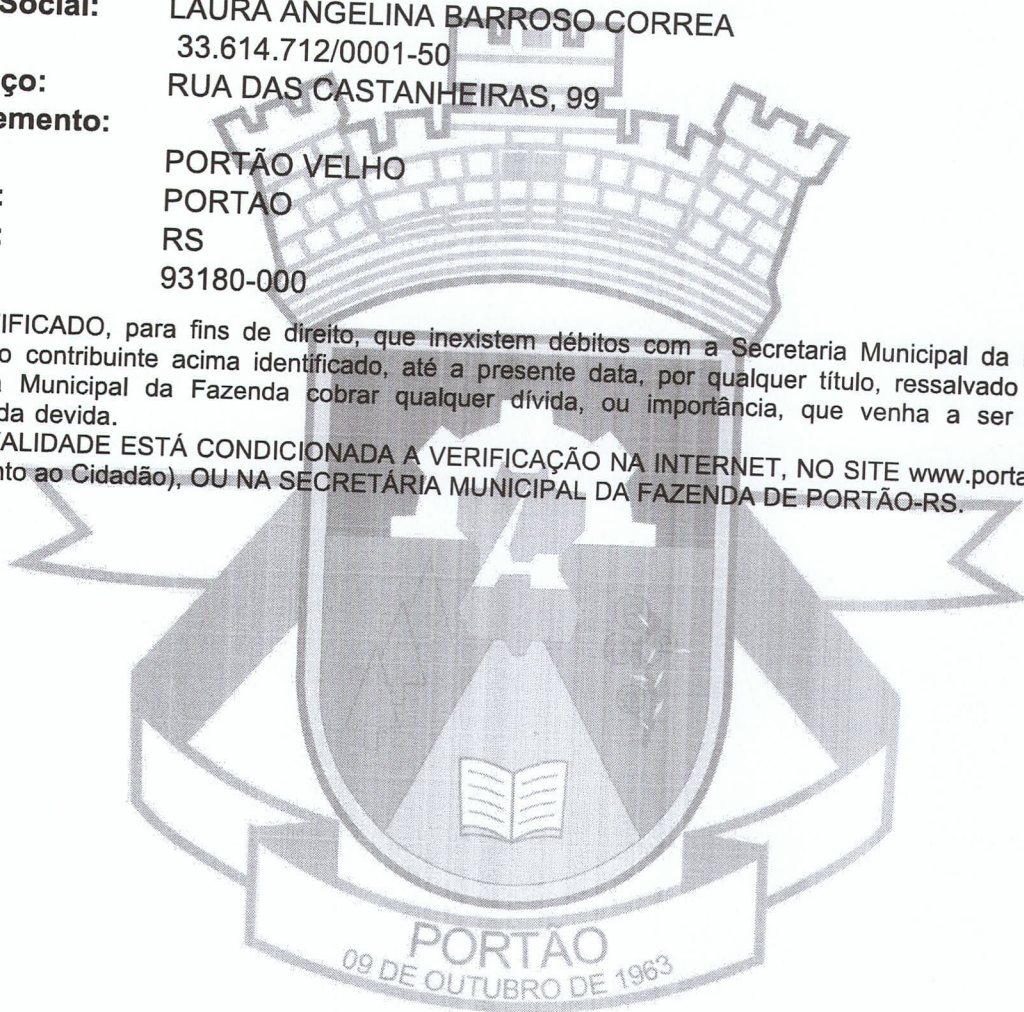 Social: LAURA ANGELINA BARROSO CORREA
33.614.712/0001-50
ço: RUA DAS CASTANHEIRAS, 99
emento:
PORTÃO VELHO
: PORTAO
: RS
93180-000
IFICADO, para fins de direito, que inexistem débitos com a Secretaria Municipal da
o contribuinte acima identificado, até a presente data, por qualquer título, ressalvado
a Municipal da Fazenda cobrar qualquer dívida, ou importância, que venha a ser
da devida.
ALIDADE ESTÁ CONDICIONADA A VERIFICAÇÃO NA INTERNET, NO SITE www.porta
nto ao Cidadão), OU NA SECRETÁRIA MUNICIPAL DA FAZENDA DE PORTÃO-RS.
PORTÃO
09 DE OUTUBRO DE 1963